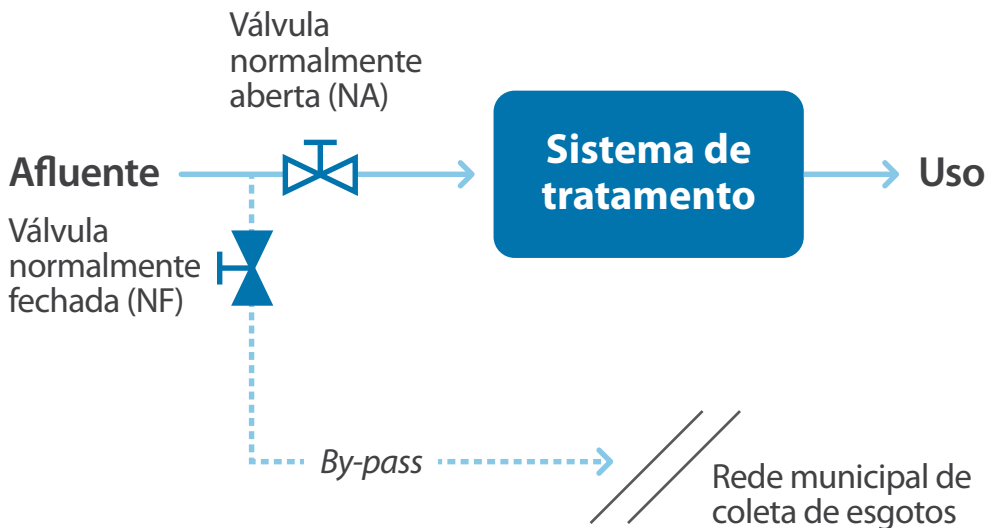 Válvula
normalmente
aberta (NA)
Afluente
Sistema de
tratamento
Uso
Válvula
normalmente
fechada (NF)
By-pass
Rede municipal de
coleta de esgotos